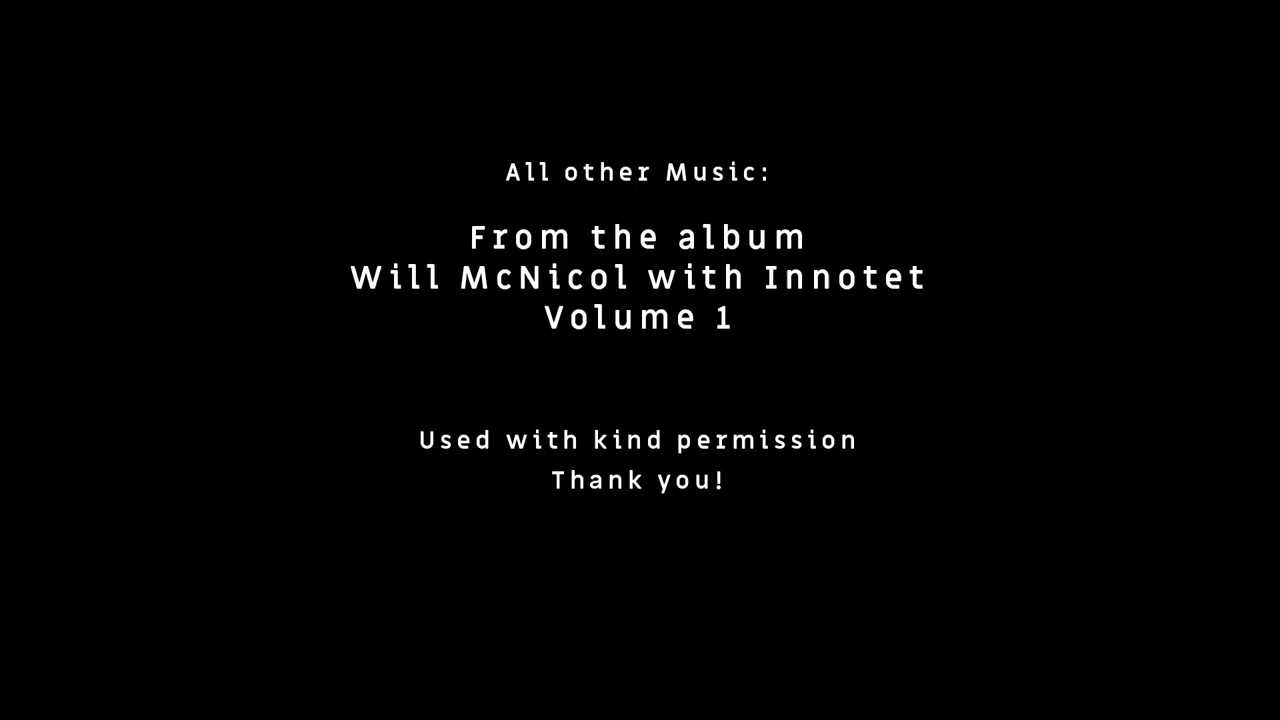 All other Music:
From the album
Will McNicol with Innotet
Volume 1
Used with kind permission
Thank you!